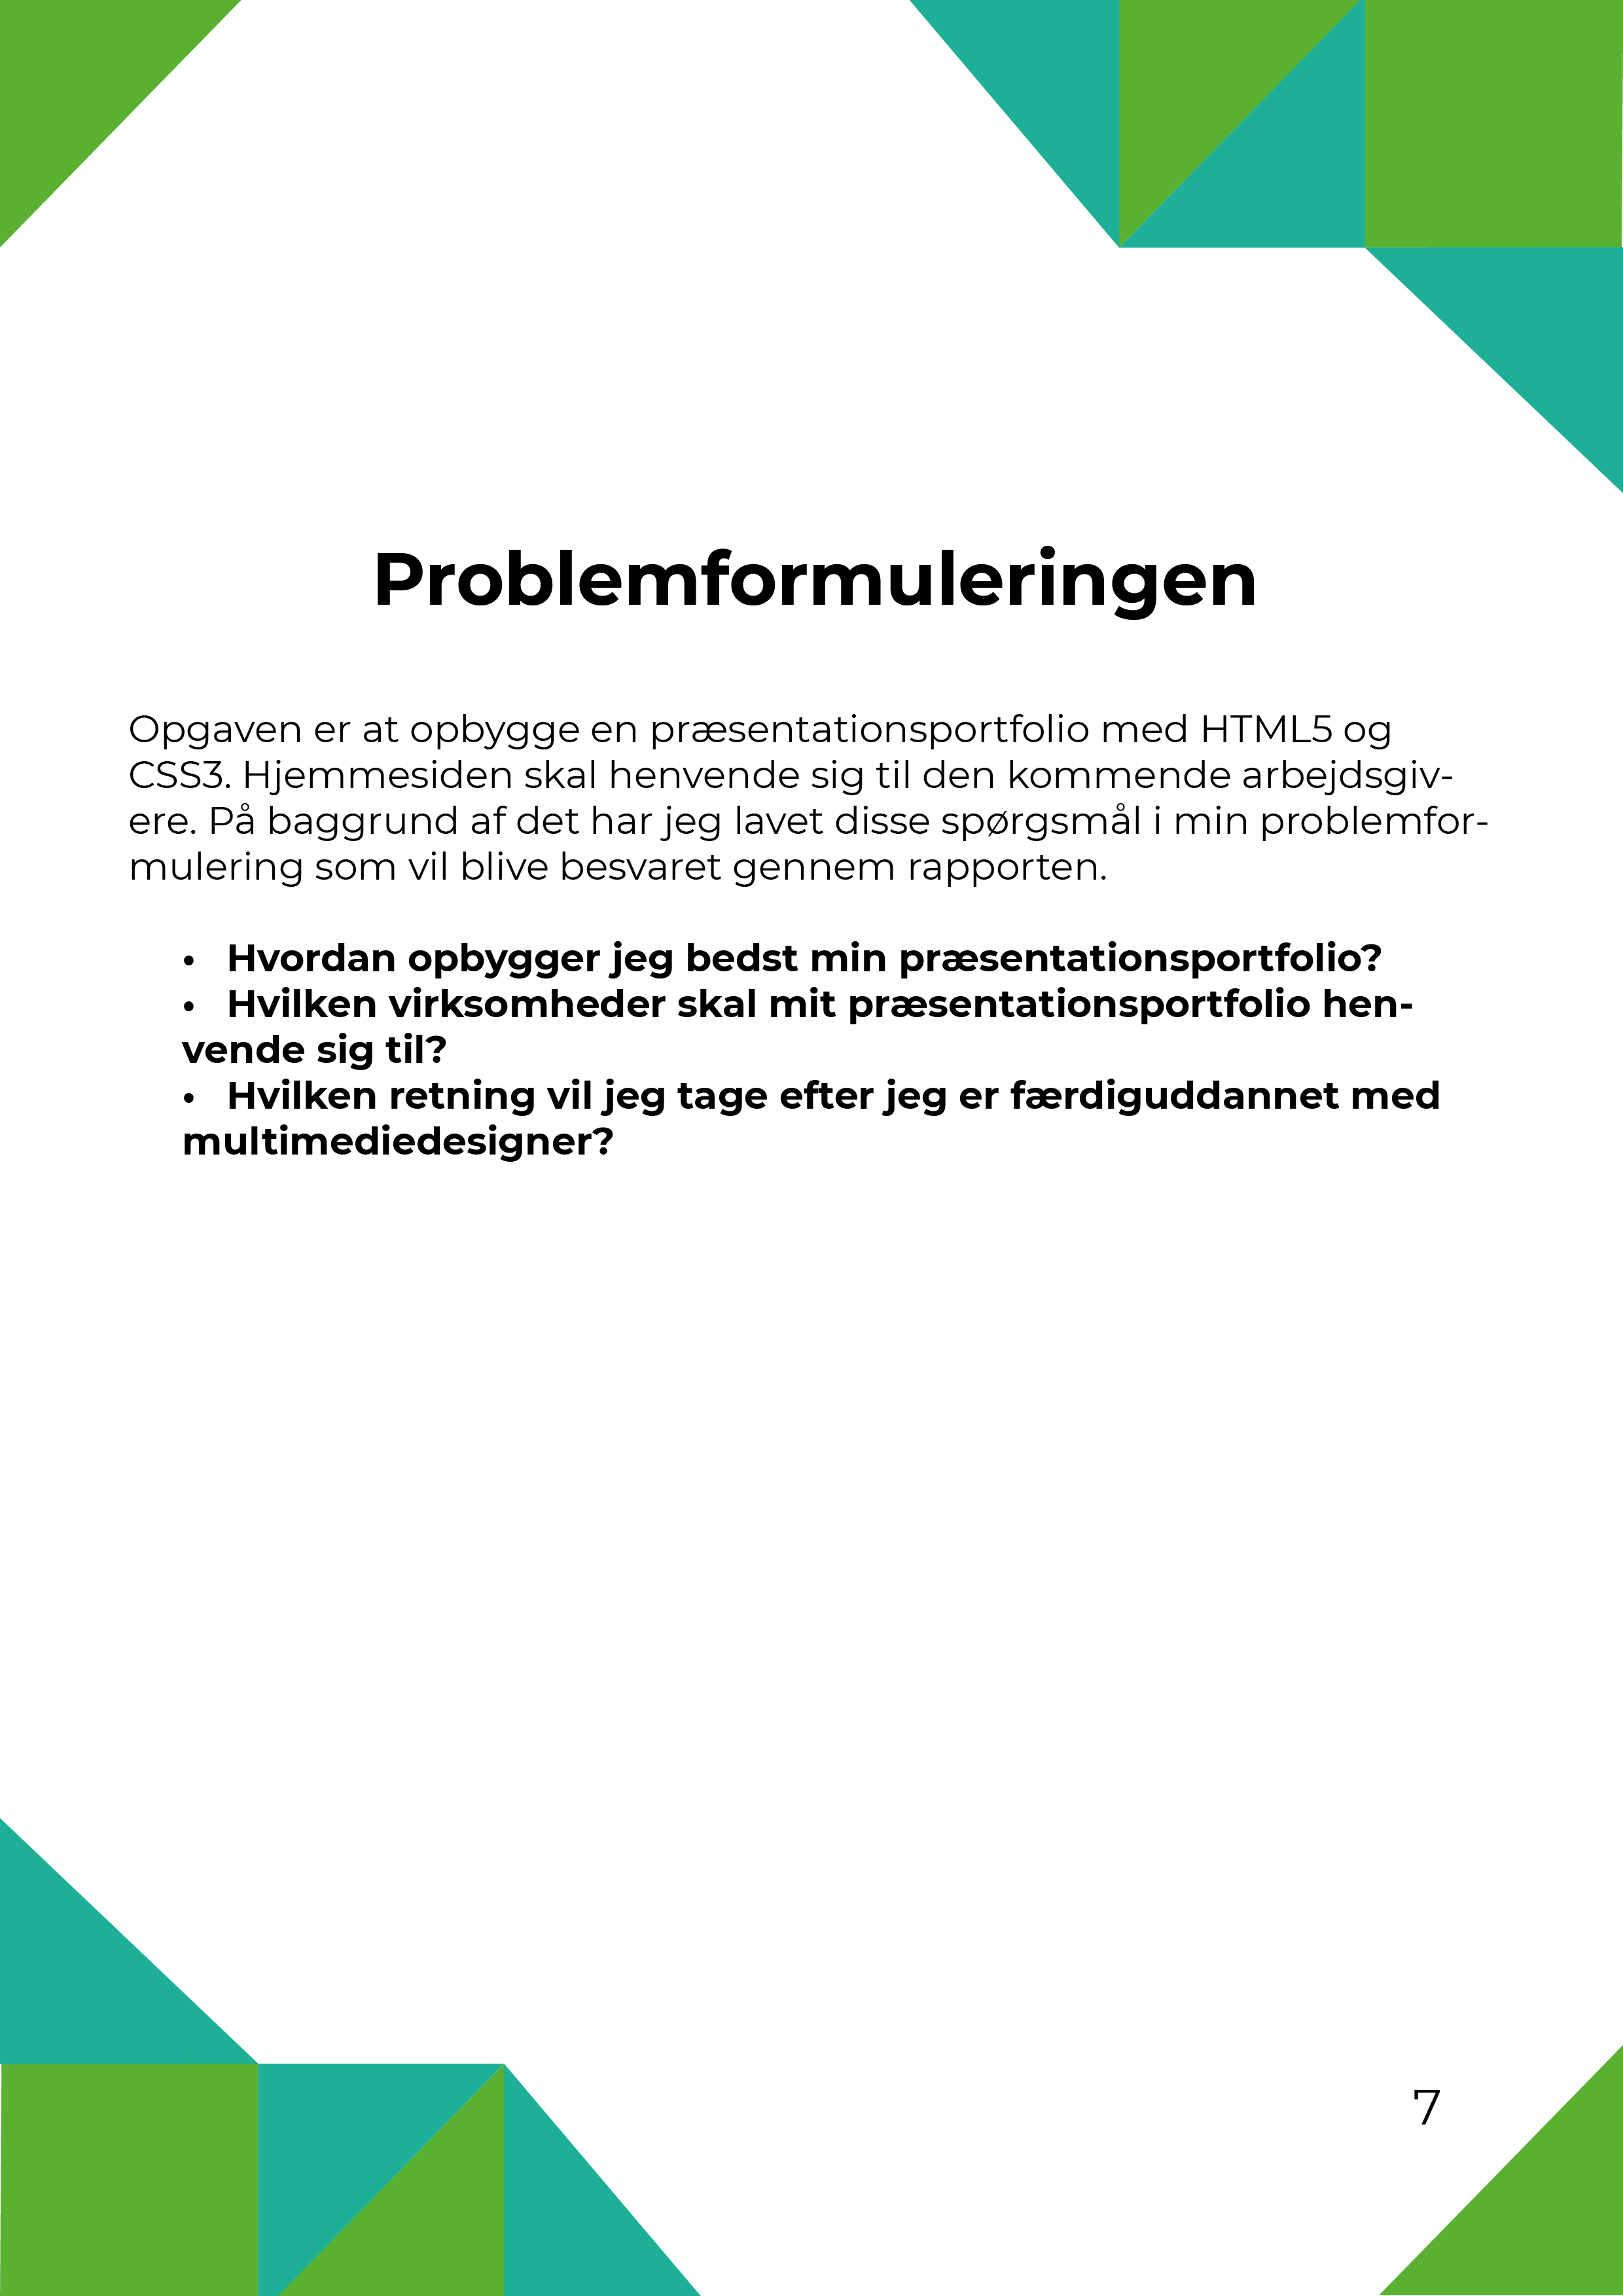 Problemformuleringen
Opgaven er at opbygge en præsentationsportfolio med HTML5 og
CSS3. Hjemmesiden skal henvende sig til den kommende arbejdsgiv-
ere. På baggrund af det har jeg lavet disse spørgsmål i min problemfor-
mulering som vil blive besvaret gennem rapporten.
• Hvordan opbygger jeg bedst min præsentationsportfolio?
• Hvilken virksomheder skal mit præsentationsportfolio hen-
vende sig til?
• Hvilken retning vil jeg tage efter jeg er færdiguddannet med
multimediedesigner?
7